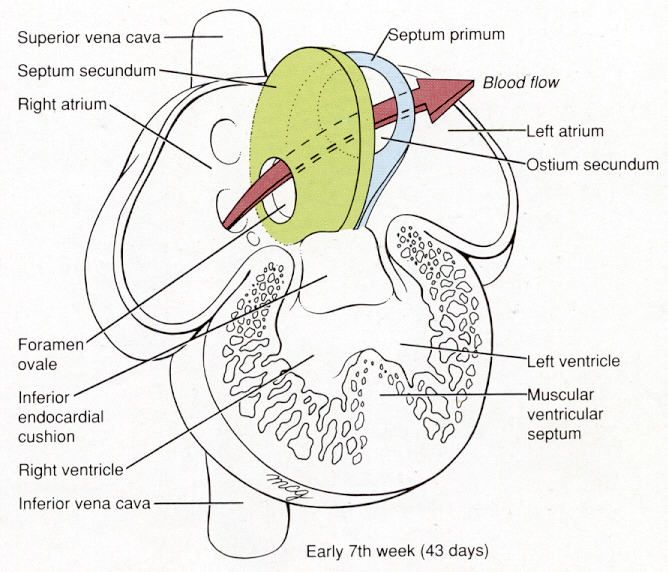 Superior vena cava
Septum secundum
Right atrium
Septum primum
Blood flow
Left atrium
Ostium secundum
Foramen
ovale
Inferior
endocardial
cushion
Right ventricle
Inferior vena cava
Left ventricle
Muscular
ventricular
septum
mcg
Early 7th week (43 days)